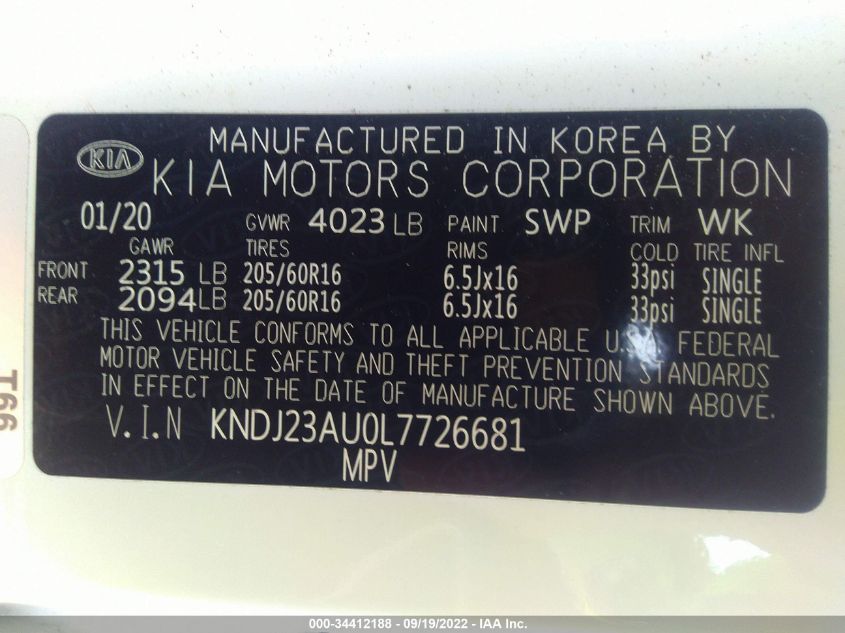 MANUFACTURED IN KOREA BY
KIA
KIA MOTORS CORPORATION
01/20 GVWR 4023 LB PAINT SWP TRIM WK
GAWR TIRES RIMS COLD TIRE INFL
FRONT 2315 LB 205/60R16 6.5Jx16 33psi SINGLE
REAR 2094 LB 205/60R16 6.5Jx16 33psi SINGLE
THIS VEHICLE CONFORMS TO ALL APPLICABLE U.S.A. FEDERAL
MOTOR VEHICLE SAFETY AND THEFT PREVENTION STANDARDS
IN EFFECT ON THE DATE OF MANUFACTURE SHOWN ABOVE.
V.I.N KNDJ23AU0L7726681
MPV
000-34412188 - 09/19/2022 - IAA Inc.